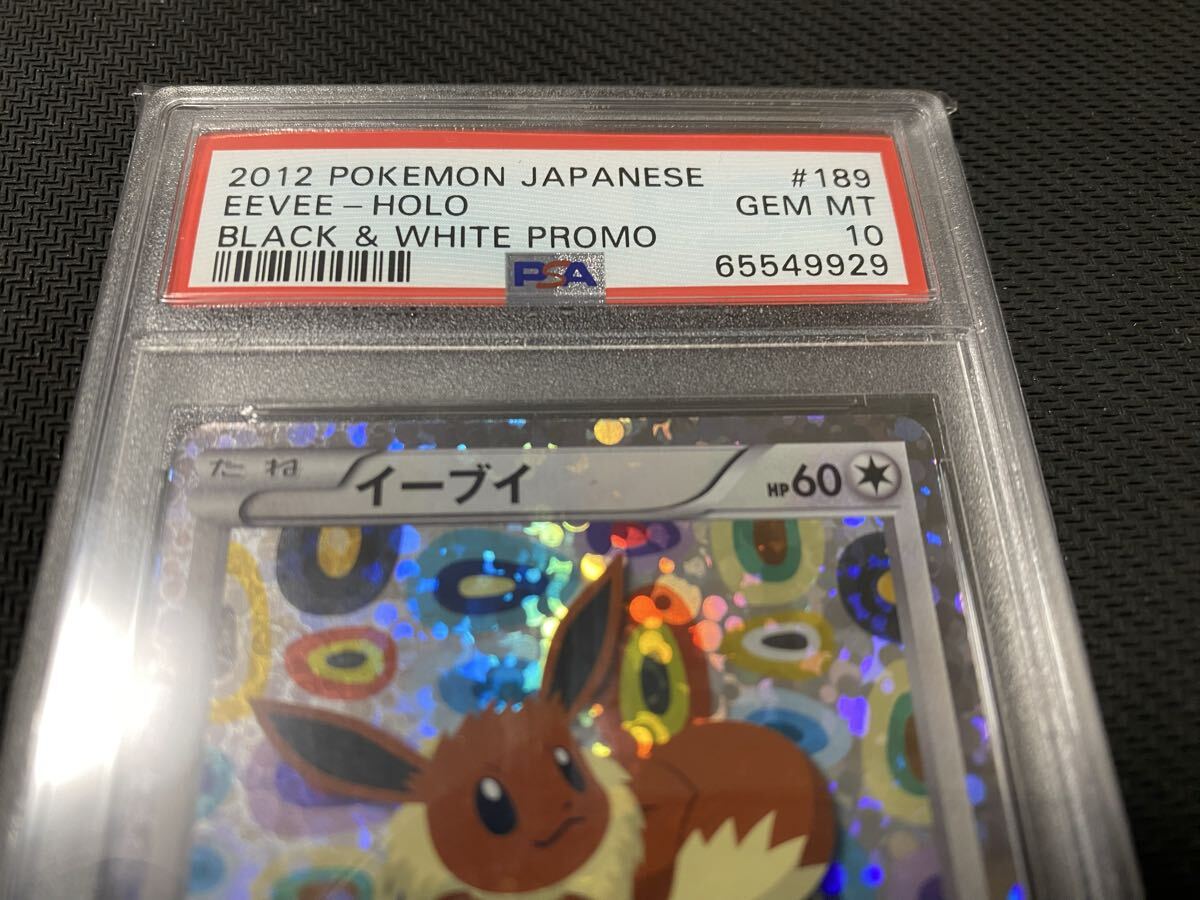 2012 POKEMON JAPANESE #189
EEVEE - HOLO GEM MT
BLACK & WHITE PROMO 10
PSA 65549929
たね イーブイ HP60